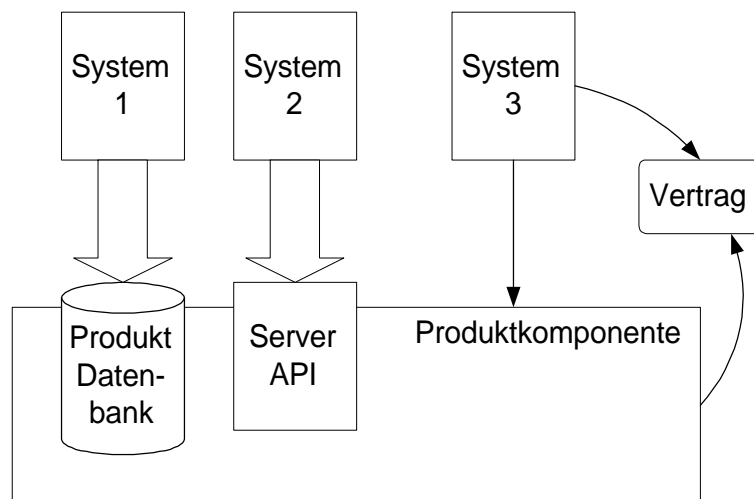 System
1
System
2
System
3
Vertrag
Produkt
Daten-
bank
Server
API
Produktkomponente